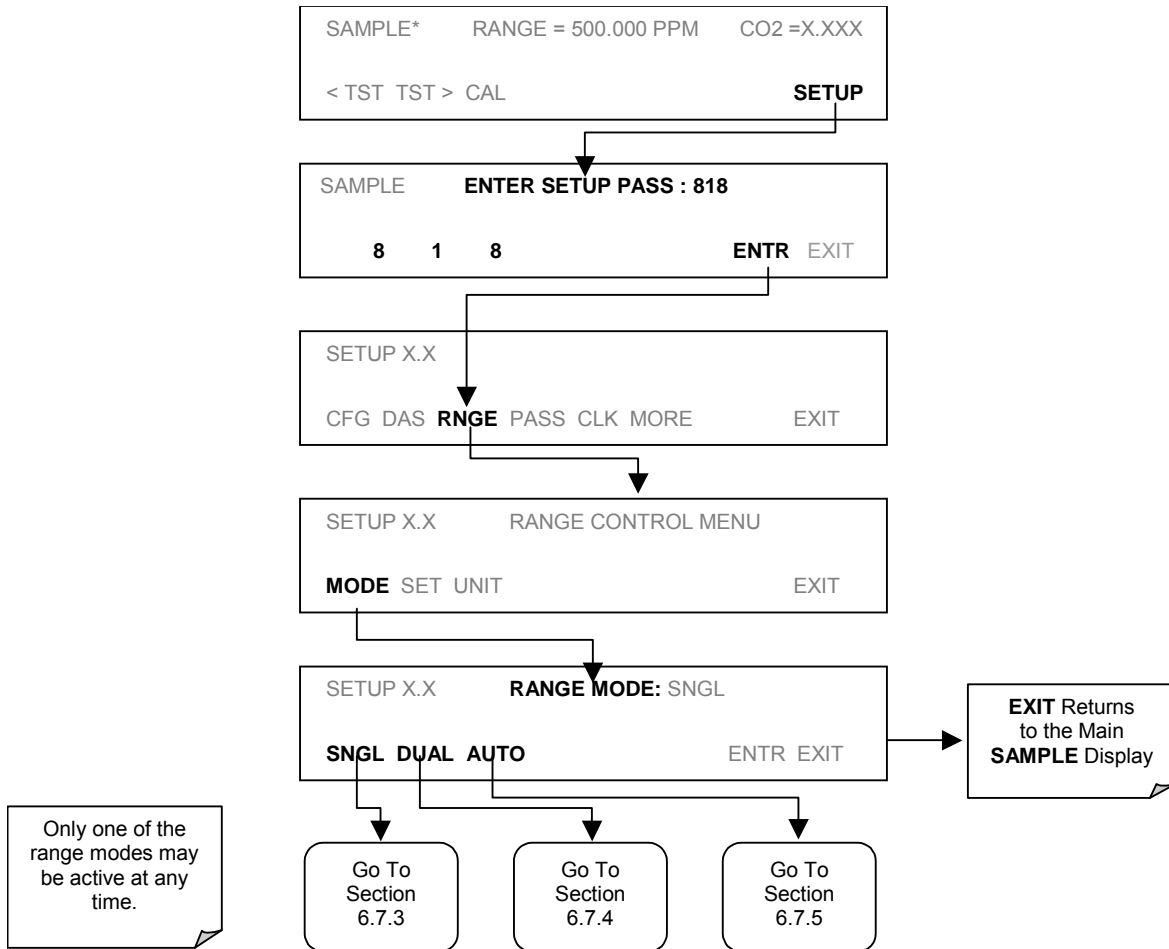 SAMPLE* RANGE = 500.000 PPM CO2 =X.XXX
< TST TST > CAL SETUP
SAMPLE ENTER SETUP PASS : 818
8 1 8 ENTR EXIT
SETUP X.X
CFG DAS RNGE PASS CLK MORE EXIT
SETUP X.X RANGE CONTROL MENU
MODE SET UNIT EXIT
SETUP X.X RANGE MODE: SNGL
SNGL DUAL AUTO ENTR EXIT
EXIT Returns
to the Main
SAMPLE Display
Only one of the
range modes may
be active at any
time.
Go To
Section
6.7.3
Go To
Section
6.7.4
Go To
Section
6.7.5